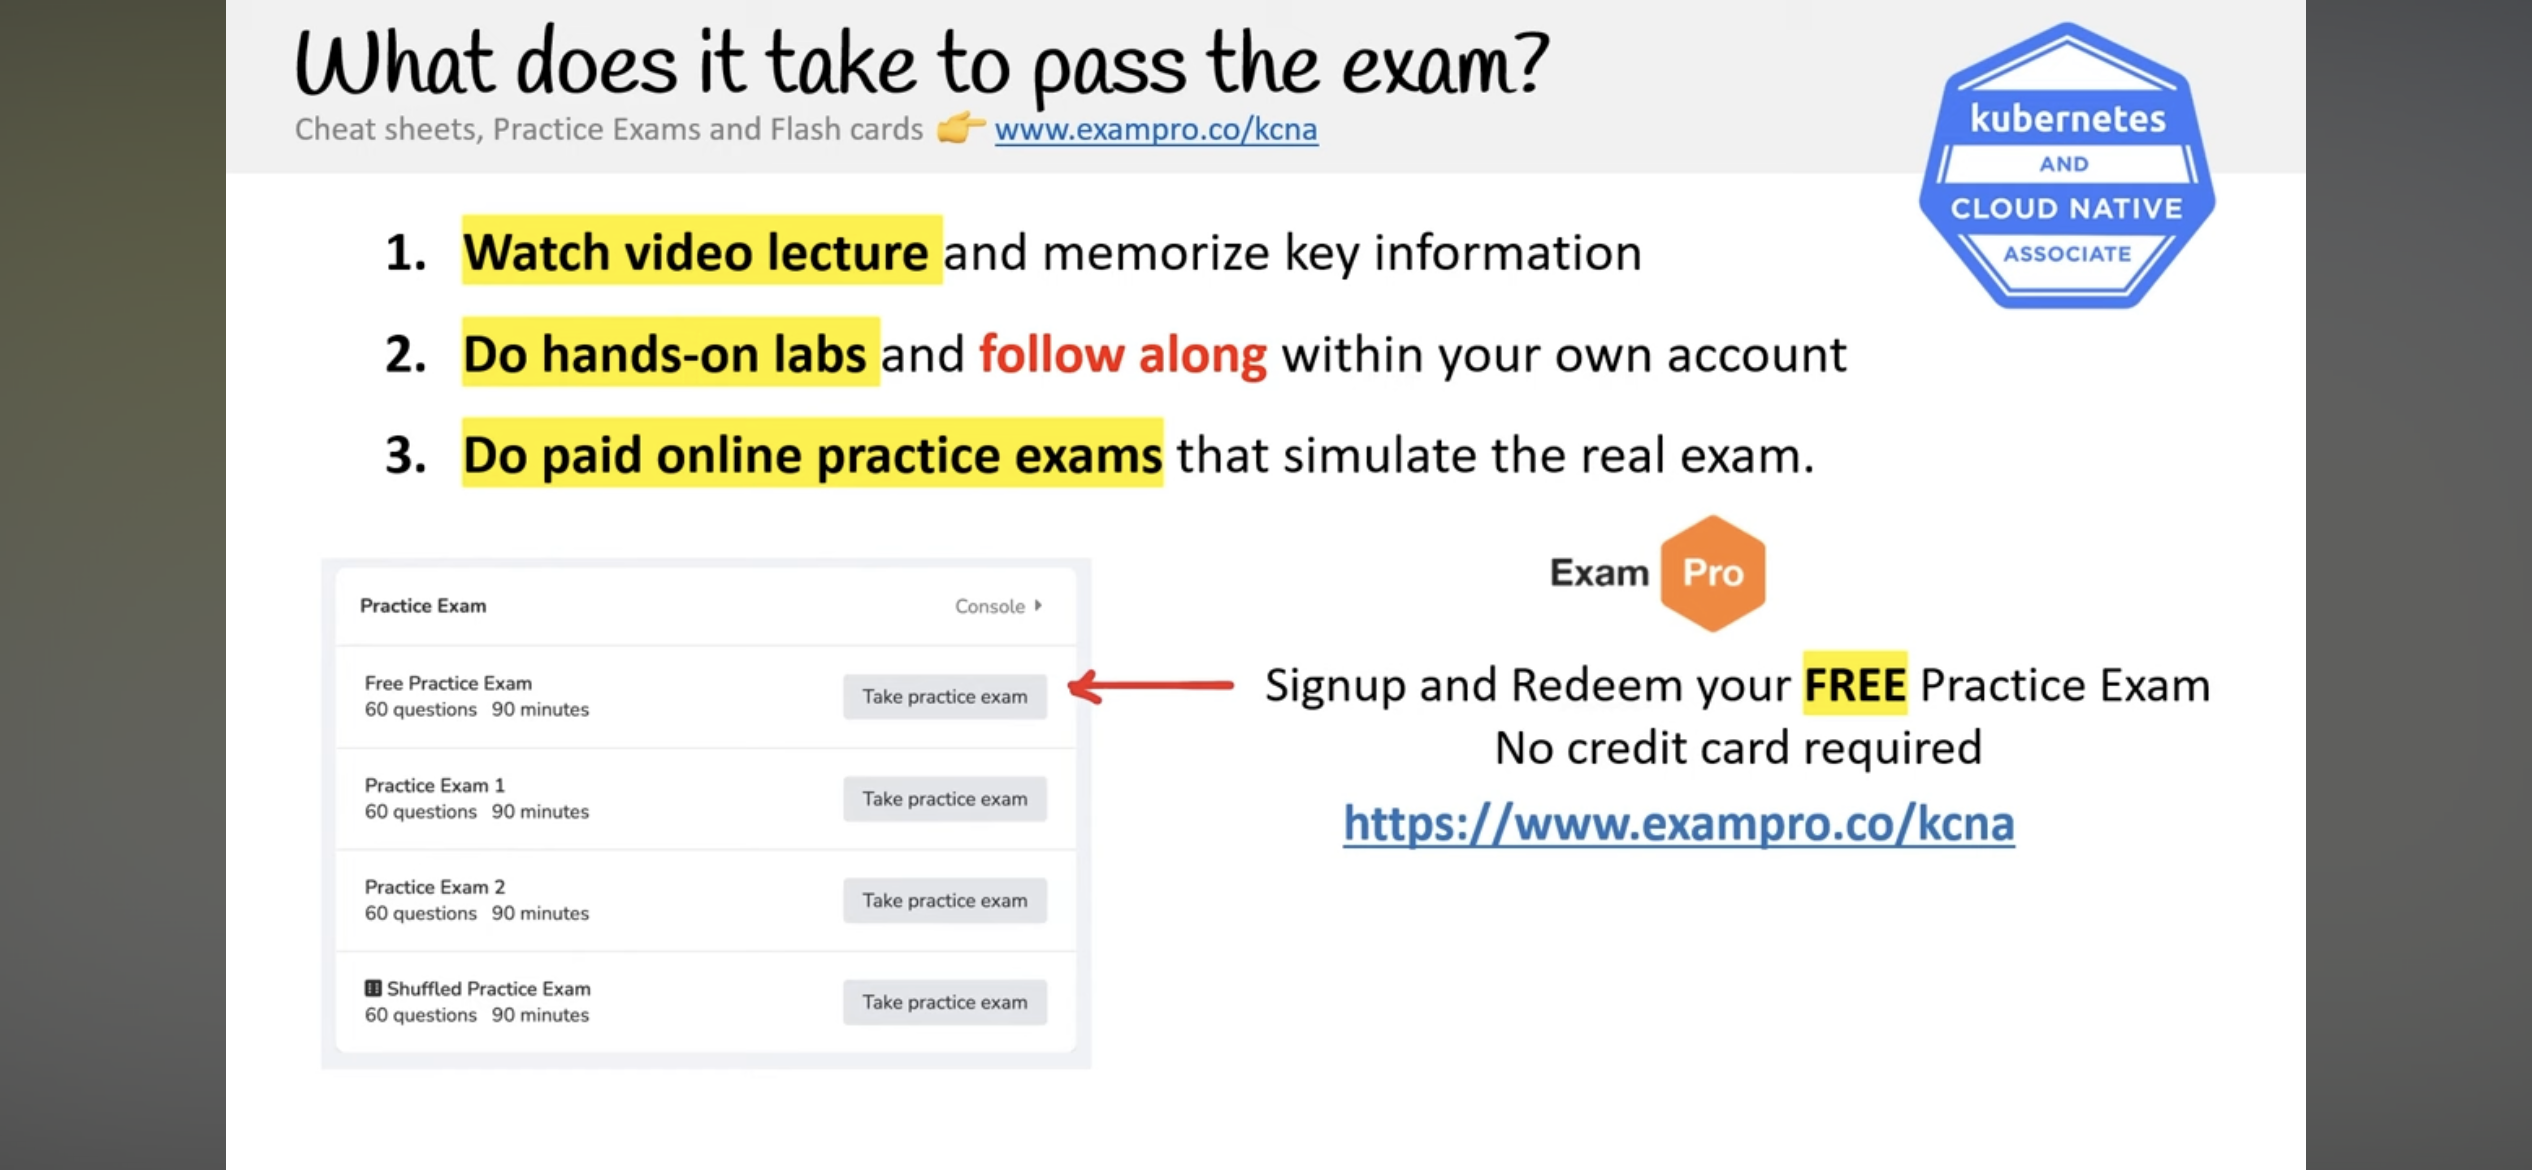 What does it take to pass the exam?
Cheat sheets, Practice Exams and Flash cards 👉 www.exampro.co/kcna
kubernetes
AND
CLOUD NATIVE
ASSOCIATE
1. Watch video lecture and memorize key information
2. Do hands-on labs and follow along within your own account
3. Do paid online practice exams that simulate the real exam.
Practice Exam Console
Free Practice Exam
60 questions 90 minutes
Take practice exam
Practice Exam 1
60 questions 90 minutes
Take practice exam
Practice Exam 2
60 questions 90 minutes
Take practice exam
Shuffled Practice Exam
60 questions 90 minutes
Take practice exam
Exam Pro
Signup and Redeem your FREE Practice Exam
No credit card required
https://www.exampro.co/kcna